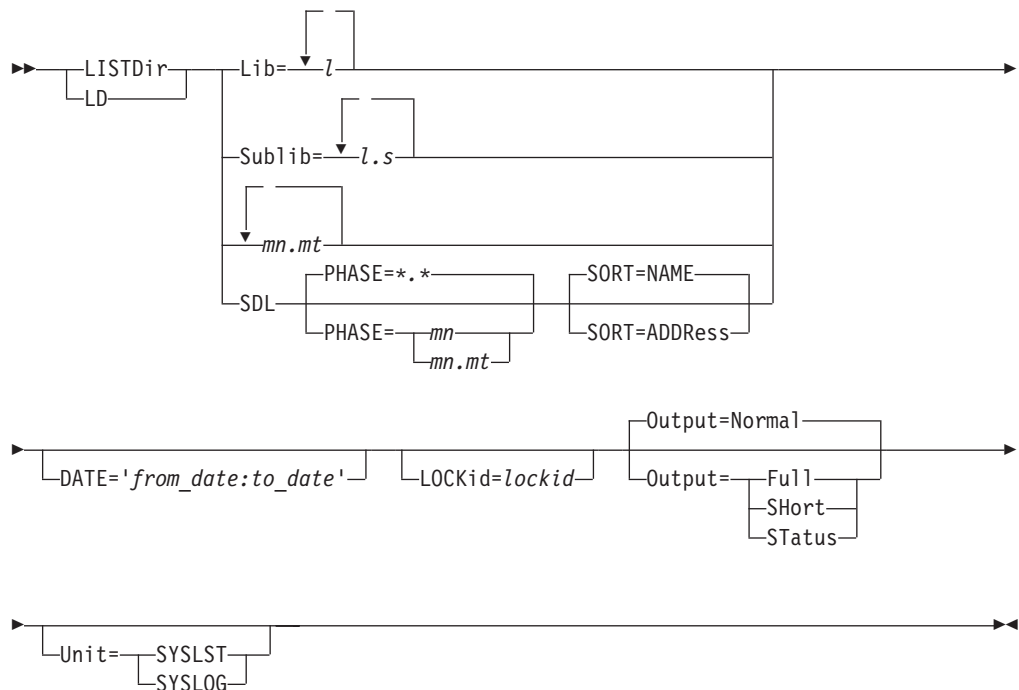 LISTDir Lib= l
LD
Sublib= l.s
mn.mt
PHASE=*.* SORT=NAME
SDL
PHASE= mn SORT=ADDRess
mn.mt
Output=Normal
DATE='from_date:to_date' LOCKid=lockid Output= Full
SHort
STatus
Unit= SYSLST
SYSLOG